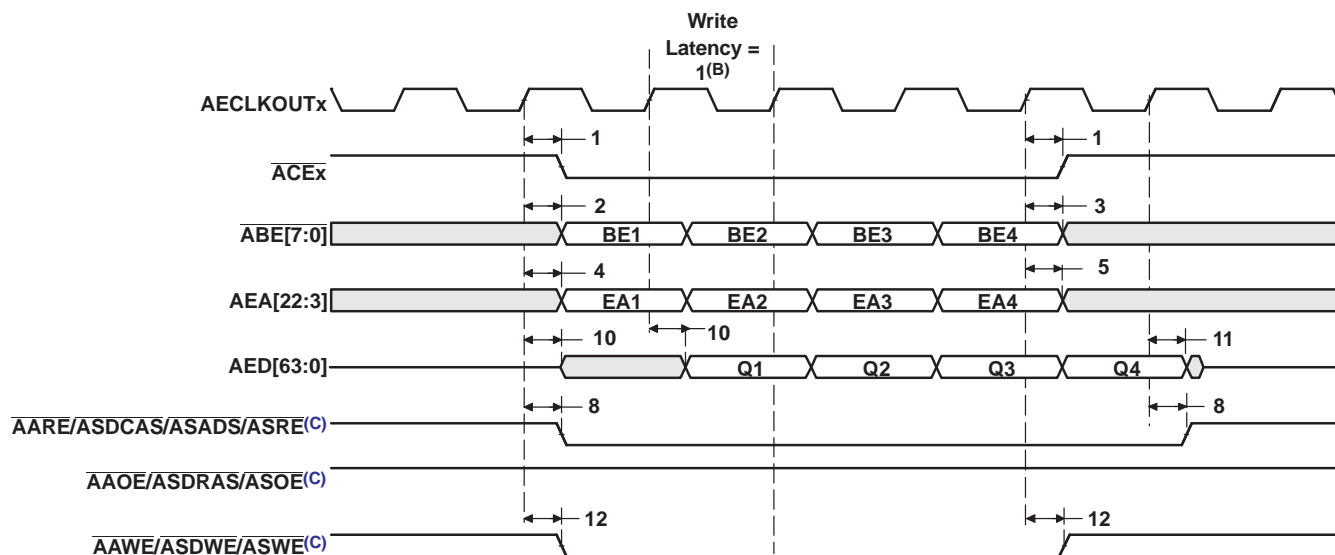 Write
Latency =
1(B)
AECLKOUTx
1 1
ACEx
2 3
ABE[7:0] BE1 BE2 BE3 BE4
4 5
AEA[22:3] EA1 EA2 EA3 EA4
10 10 11
AED[63:0] Q1 Q2 Q3 Q4
8 8
AARE/ASDCAS/ASADS/ASRE(C)
AAOE/ASDRAS/ASOE(C)
12 12
AAWE/ASDWE/ASWE(C)